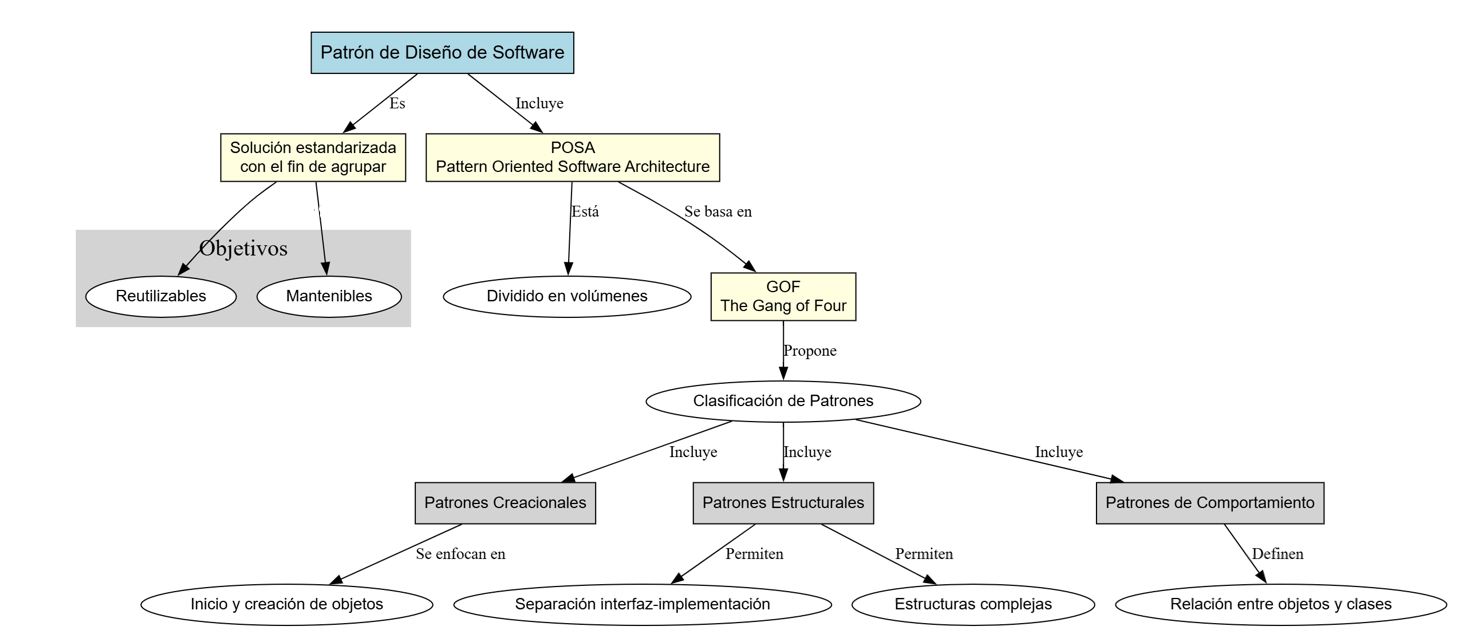 Patrón de Diseño de Software
Es
Incluye
Solución estandarizada
con el fin de agrupar
POSA
Pattern Oriented Software Architecture
Está
Se basa en
Objetivos
Reutilizables
Mantenibles
Dividido en volúmenes
GOF
The Gang of Four
Propone
Clasificación de Patrones
Incluye
Incluye
Incluye
Patrones Creacionales
Patrones Estructurales
Patrones de Comportamiento
Se enfocan en
Permiten
Permiten
Definen
Inicio y creación de objetos
Separación interfaz-implementación
Estructuras complejas
Relación entre objetos y clases